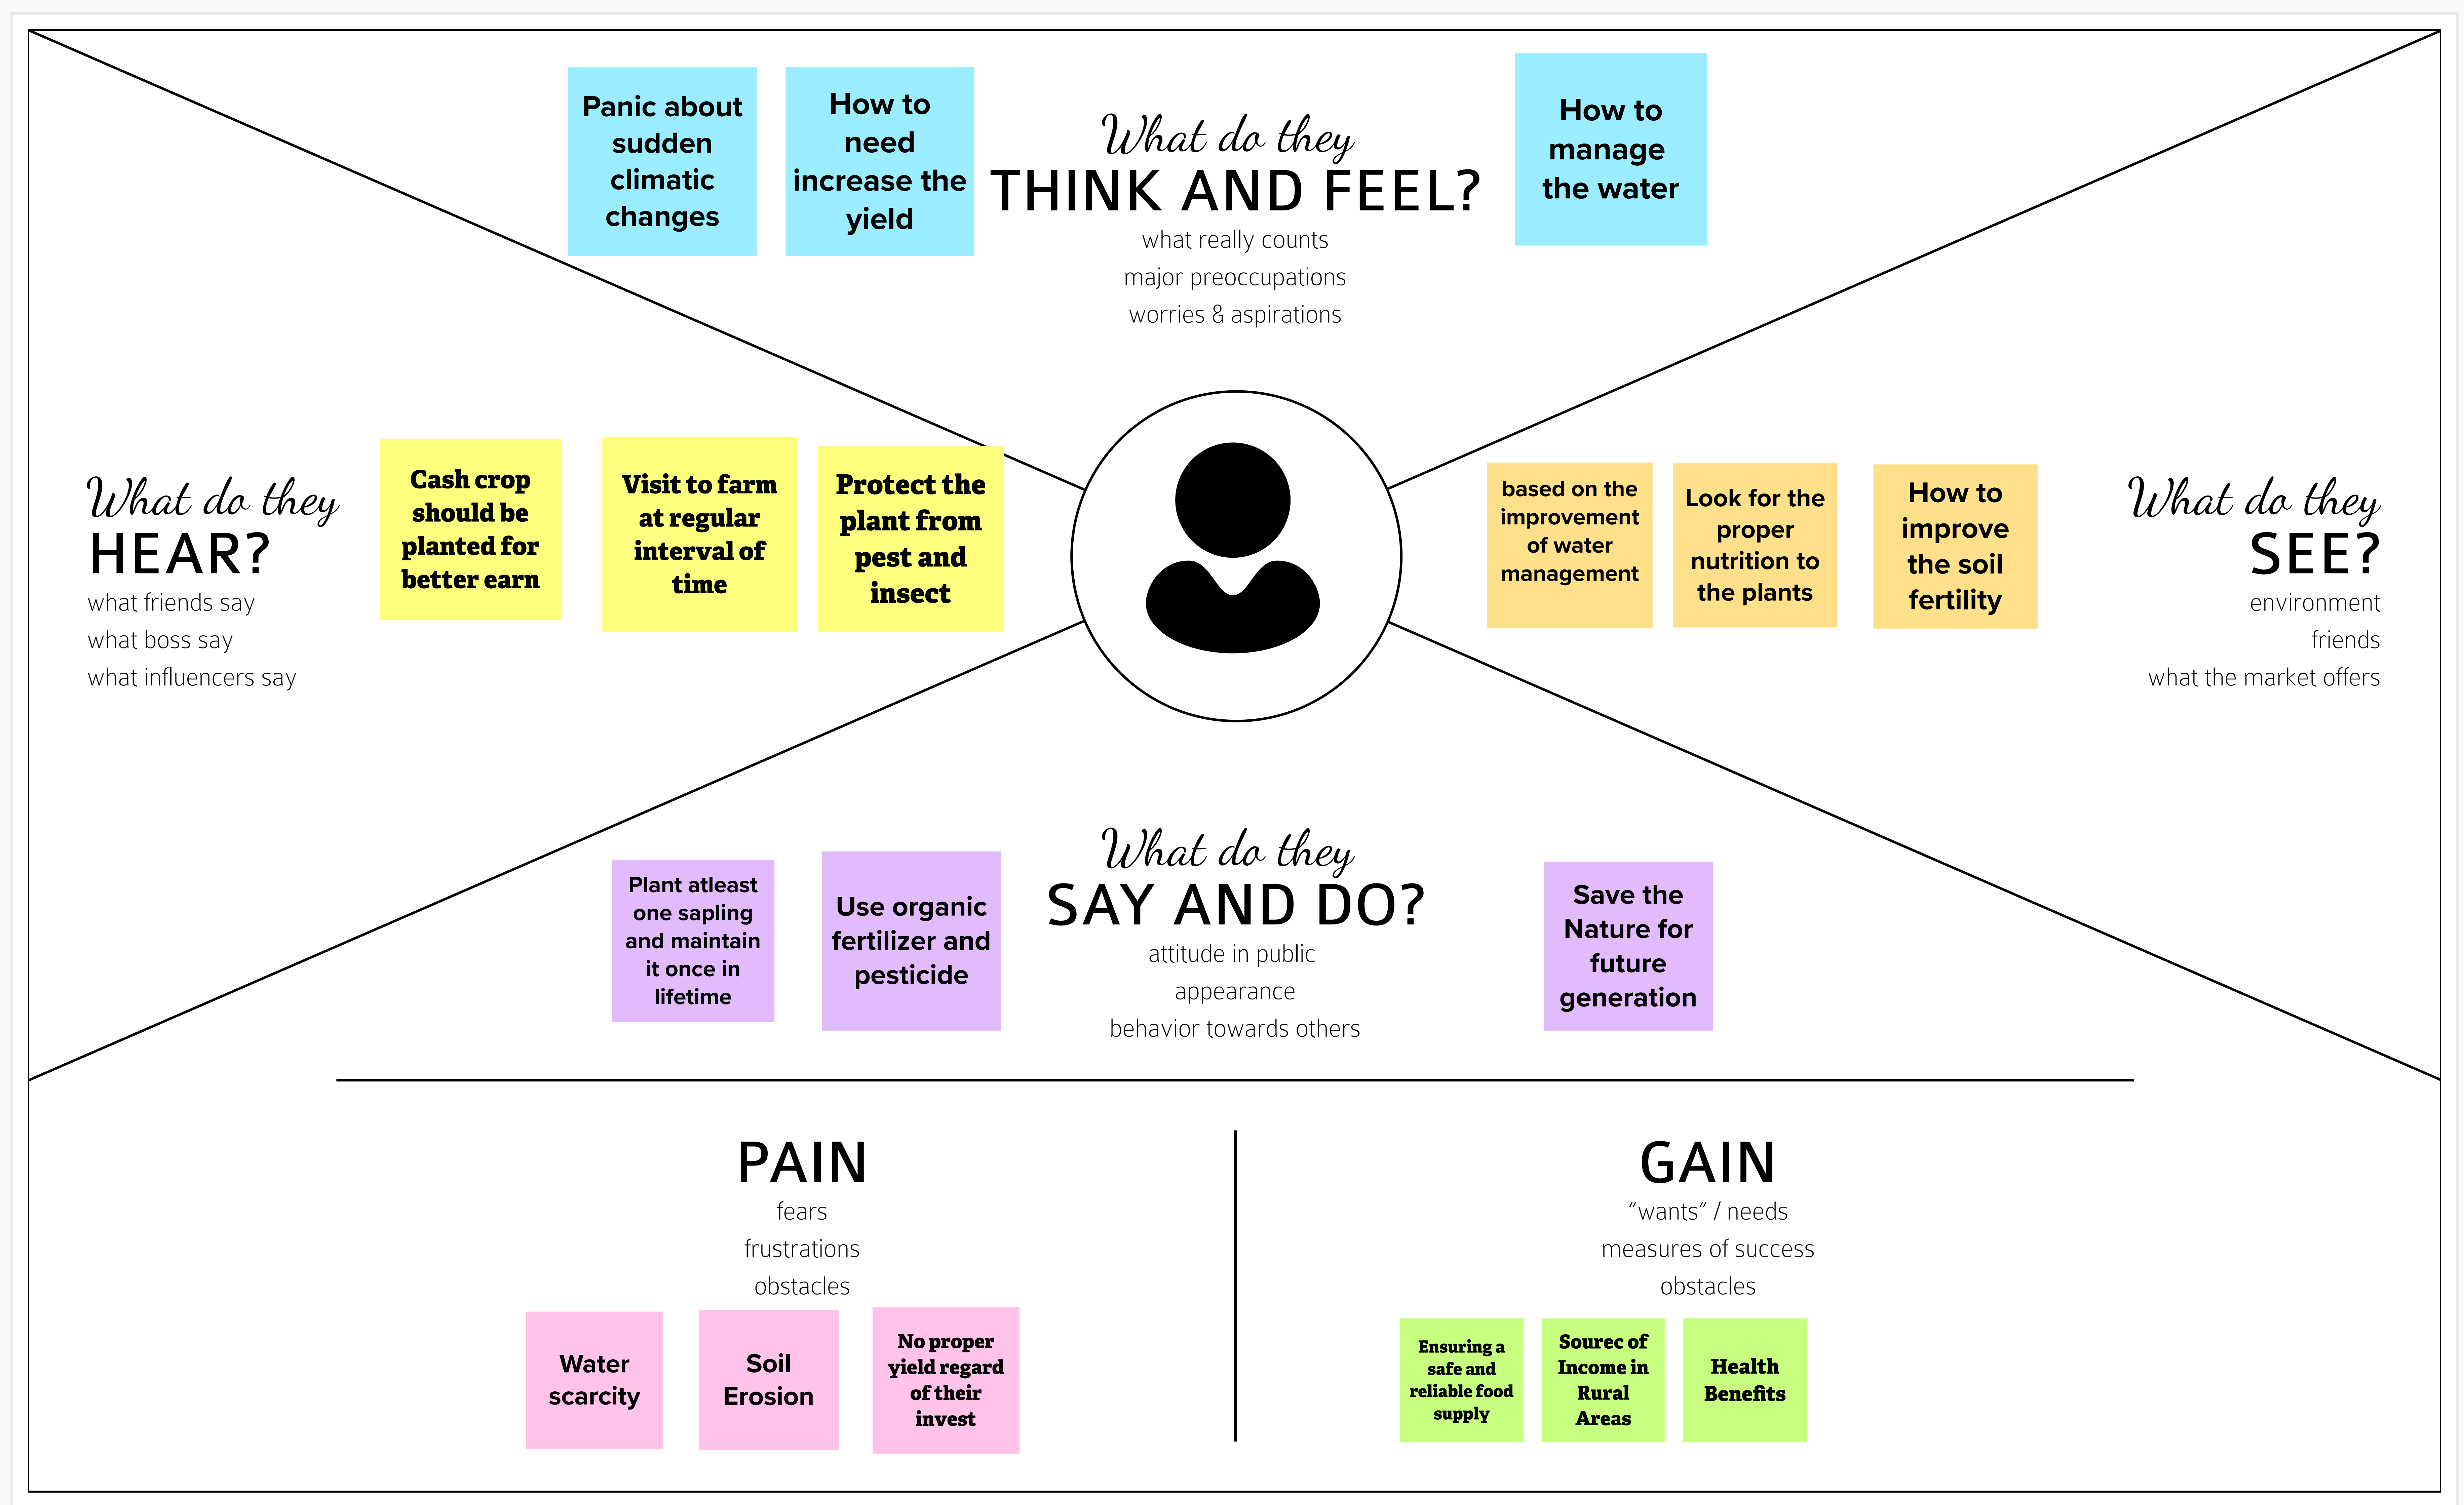 Panic about
sudden
climatic
changes
How to
need
increase the
yield
What do they
THINK AND FEEL?
what really counts
major preoccupations
worries & aspirations
How to
manage
the water
What do they
HEAR?
what friends say
what boss say
what influencers say
Cash crop
should be
planted for
better earn
Visit to farm
at regular
interval of
time
Protect the
plant from
pest and
insect
based on the
improvement
of water
management
Look for the
proper
nutrition to
the plants
How to
improve
the soil
fertility
What do they
SEE?
environment
friends
what the market offers
Plant atleast
one sapling
and maintain
it once in
lifetime
Use organic
fertilizer and
pesticide
What do they
SAY AND DO?
attitude in public
appearance
behavior towards others
Save the
Nature for
future
generation
PAIN
fears
frustrations
obstacles
Water
scarcity
Soil
Erosion
No proper
yield regard
of their
invest
GAIN
“wants” / needs
measures of success
obstacles
Ensuring a
safe and
reliable food
supply
Sourec of
Income in
Rural
Areas
Health
Benefits